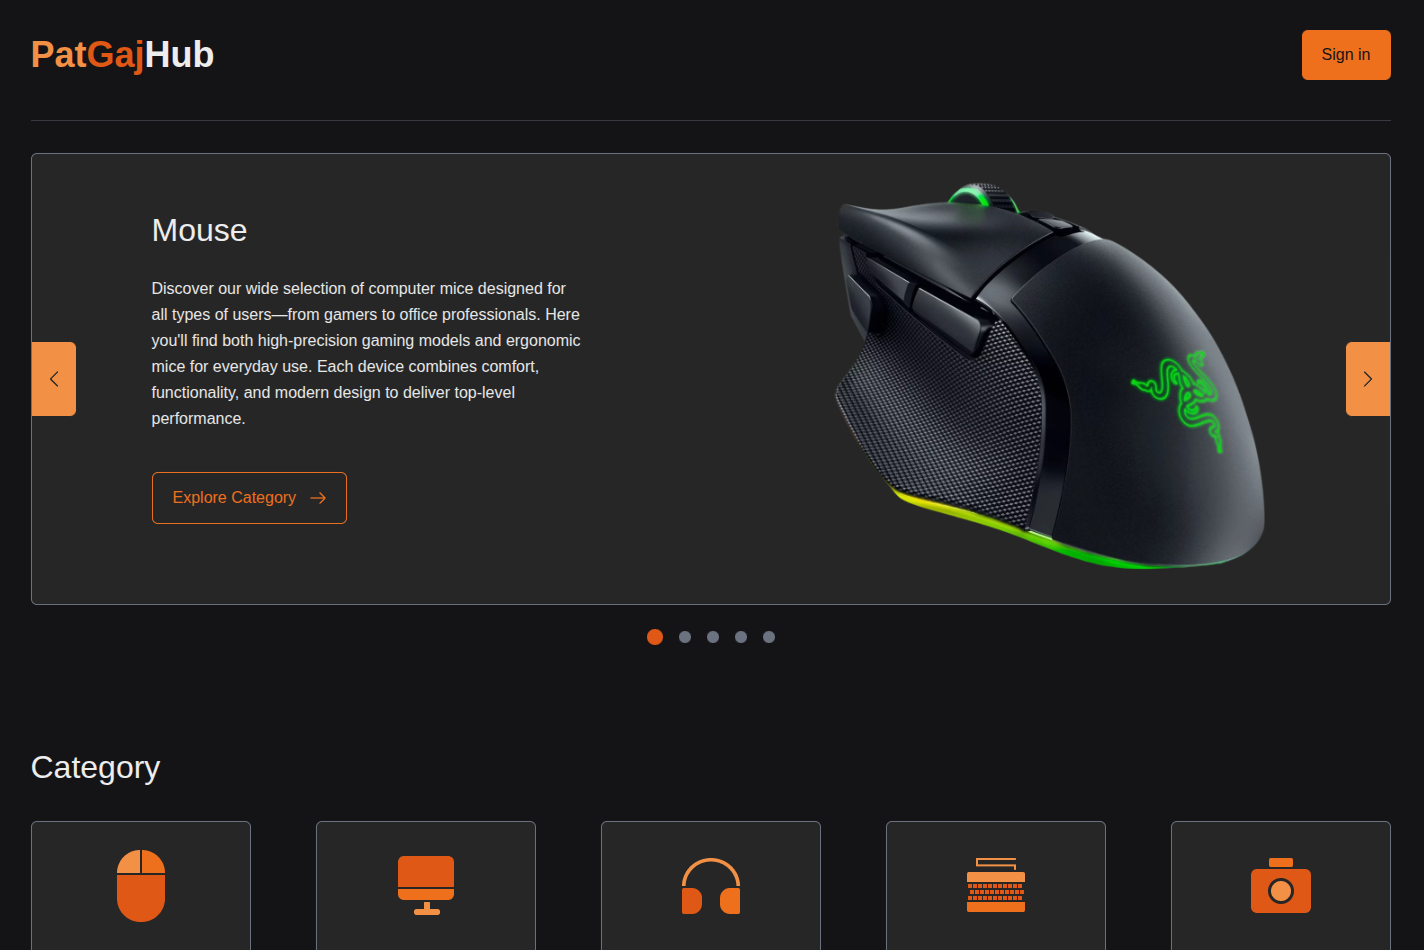 PatGajHub
Sign in
Mouse
Discover our wide selection of computer mice designed for
all types of users—from gamers to office professionals. Here
you'll find both high-precision gaming models and ergonomic
mice for everyday use. Each device combines comfort,
functionality, and modern design to deliver top-level
performance.
Explore Category
Category